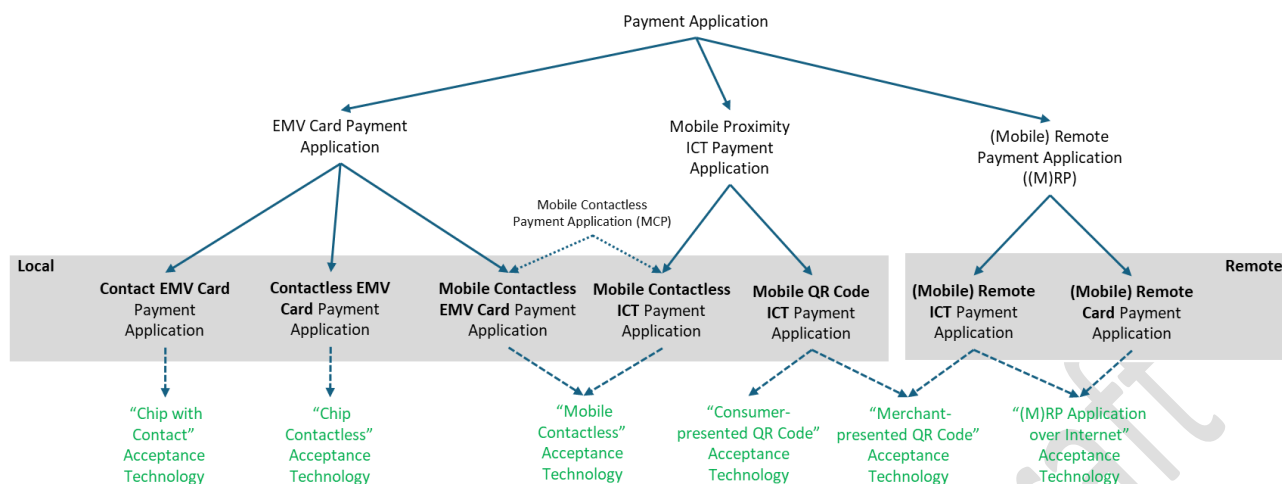 Payment Application
EMV Card Payment
Application
Mobile Proximity
ICT Payment
Application
(Mobile) Remote
Payment Application
((M)RP)
Mobile Contactless
Payment Application (MCP)
Local
Remote
Contact EMV Card
Payment
Application
Contactless EMV
Card Payment
Application
Mobile Contactless
EMV Card Payment
Application
Mobile Contactless
ICT Payment
Application
Mobile QR Code
ICT Payment
Application
(Mobile) Remote
ICT Payment
Application
(Mobile) Remote
Card Payment
Application
“Chip with
Contact”
Acceptance
Technology
“Chip
Contactless”
Acceptance
Technology
“Mobile
Contactless”
Acceptance
Technology
“Consumer-
presented QR Code”
Acceptance
Technology
“Merchant-
presented QR Code”
Acceptance
Technology
“(M)RP Application
over Internet”
Acceptance
Technology